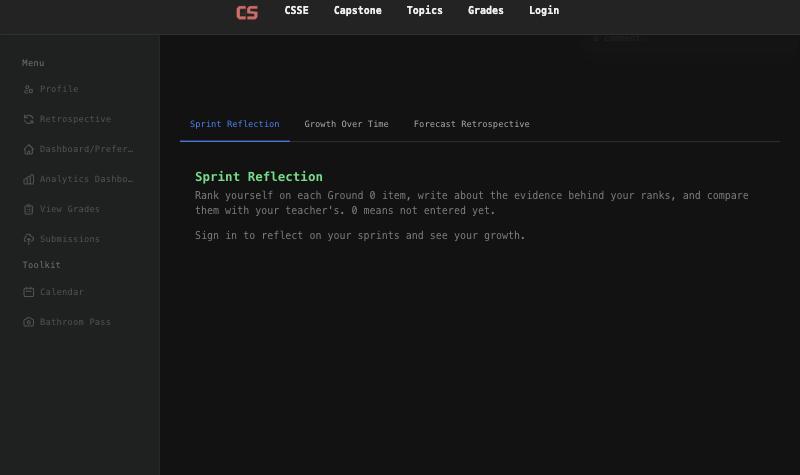 CS
CSSE
Capstone
Topics
Grades
Login
Menu
Profile
Retrospective
Dashboard/Prefer…
Analytics Dashbo…
View Grades
Submissions
Toolkit
Calendar
Bathroom Pass
Sprint Reflection
Growth Over Time
Forecast Retrospective
Sprint Reflection
Rank yourself on each Ground 0 item, write about the evidence behind your ranks, and compare
them with your teacher's. 0 means not entered yet.
Sign in to reflect on your sprints and see your growth.